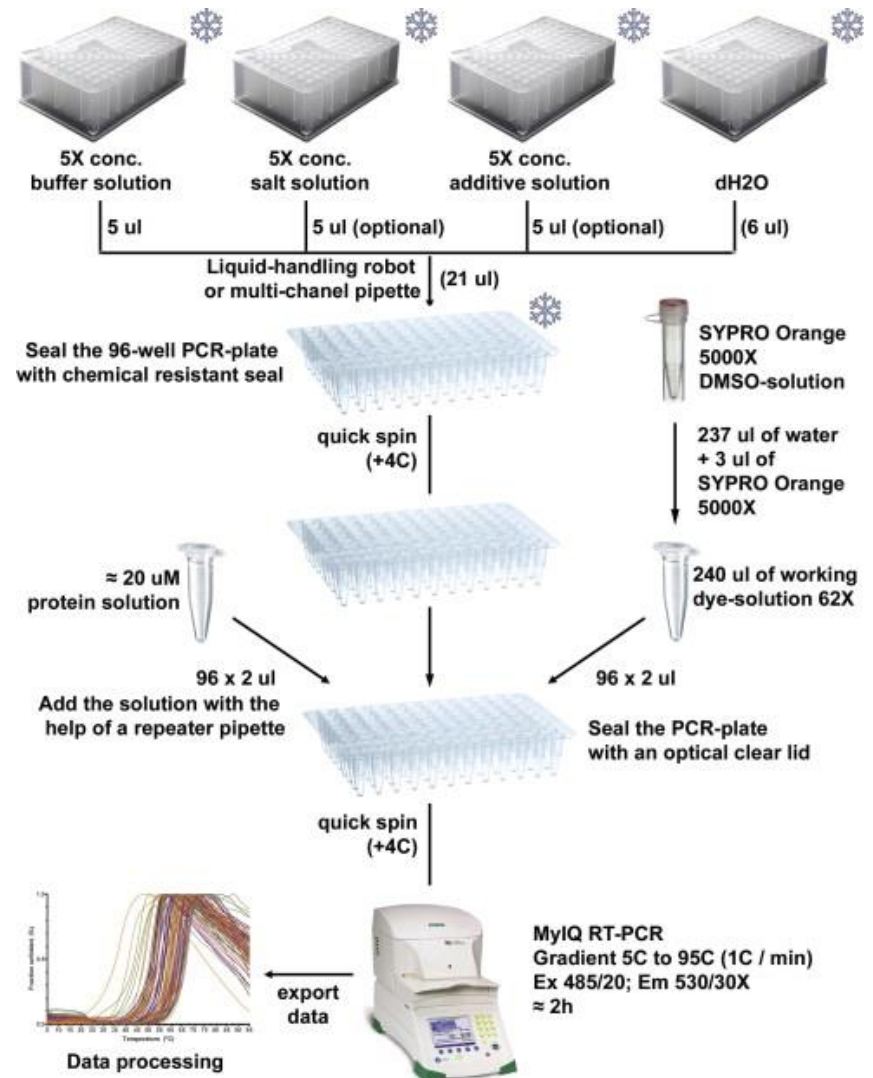 5X conc.
buffer solution
5X conc.
salt solution
5X conc.
additive solution
dH2O
5 ul
5 ul (optional)
5 ul (optional)
(6 ul)
Liquid-handling robot
or multi-chanel pipette
(21 ul)
Seal the 96-well PCR-plate
with chemical resistant seal
SYPRO Orange
5000X
DMSO-solution
quick spin
(+4C)
237 ul of water
+ 3 ul of
SYPRO Orange
5000X
≈ 20 uM
protein solution
240 ul of working
dye-solution 62X
96 x 2 ul
96 x 2 ul
Add the solution with the
help of a repeater pipette
Seal the PCR-plate
with an optical clear lid
quick spin
(+4C)
MyIQ RT-PCR
Gradient 5C to 95C (1C / min)
Ex 485/20; Em 530/30X
≈ 2h
export
data
Temperature (°C)
Data processing